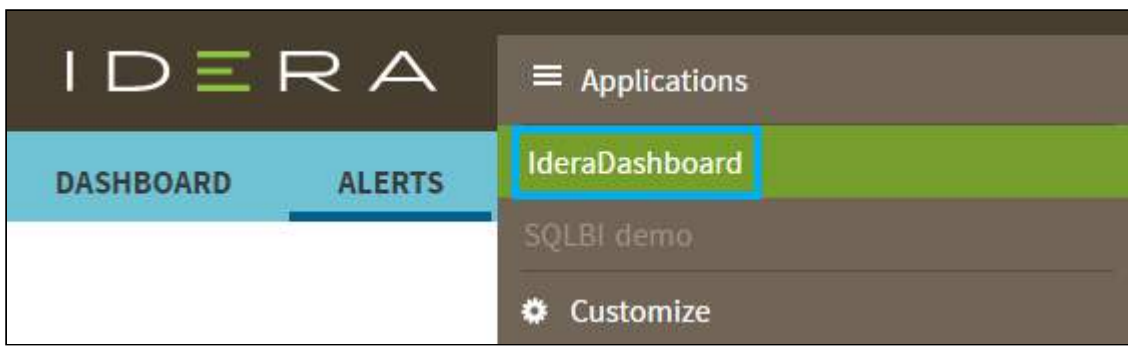 IDERA
Applications
IderaDashboard
DASHBOARD ALERTS
SQLBI demo
Customize